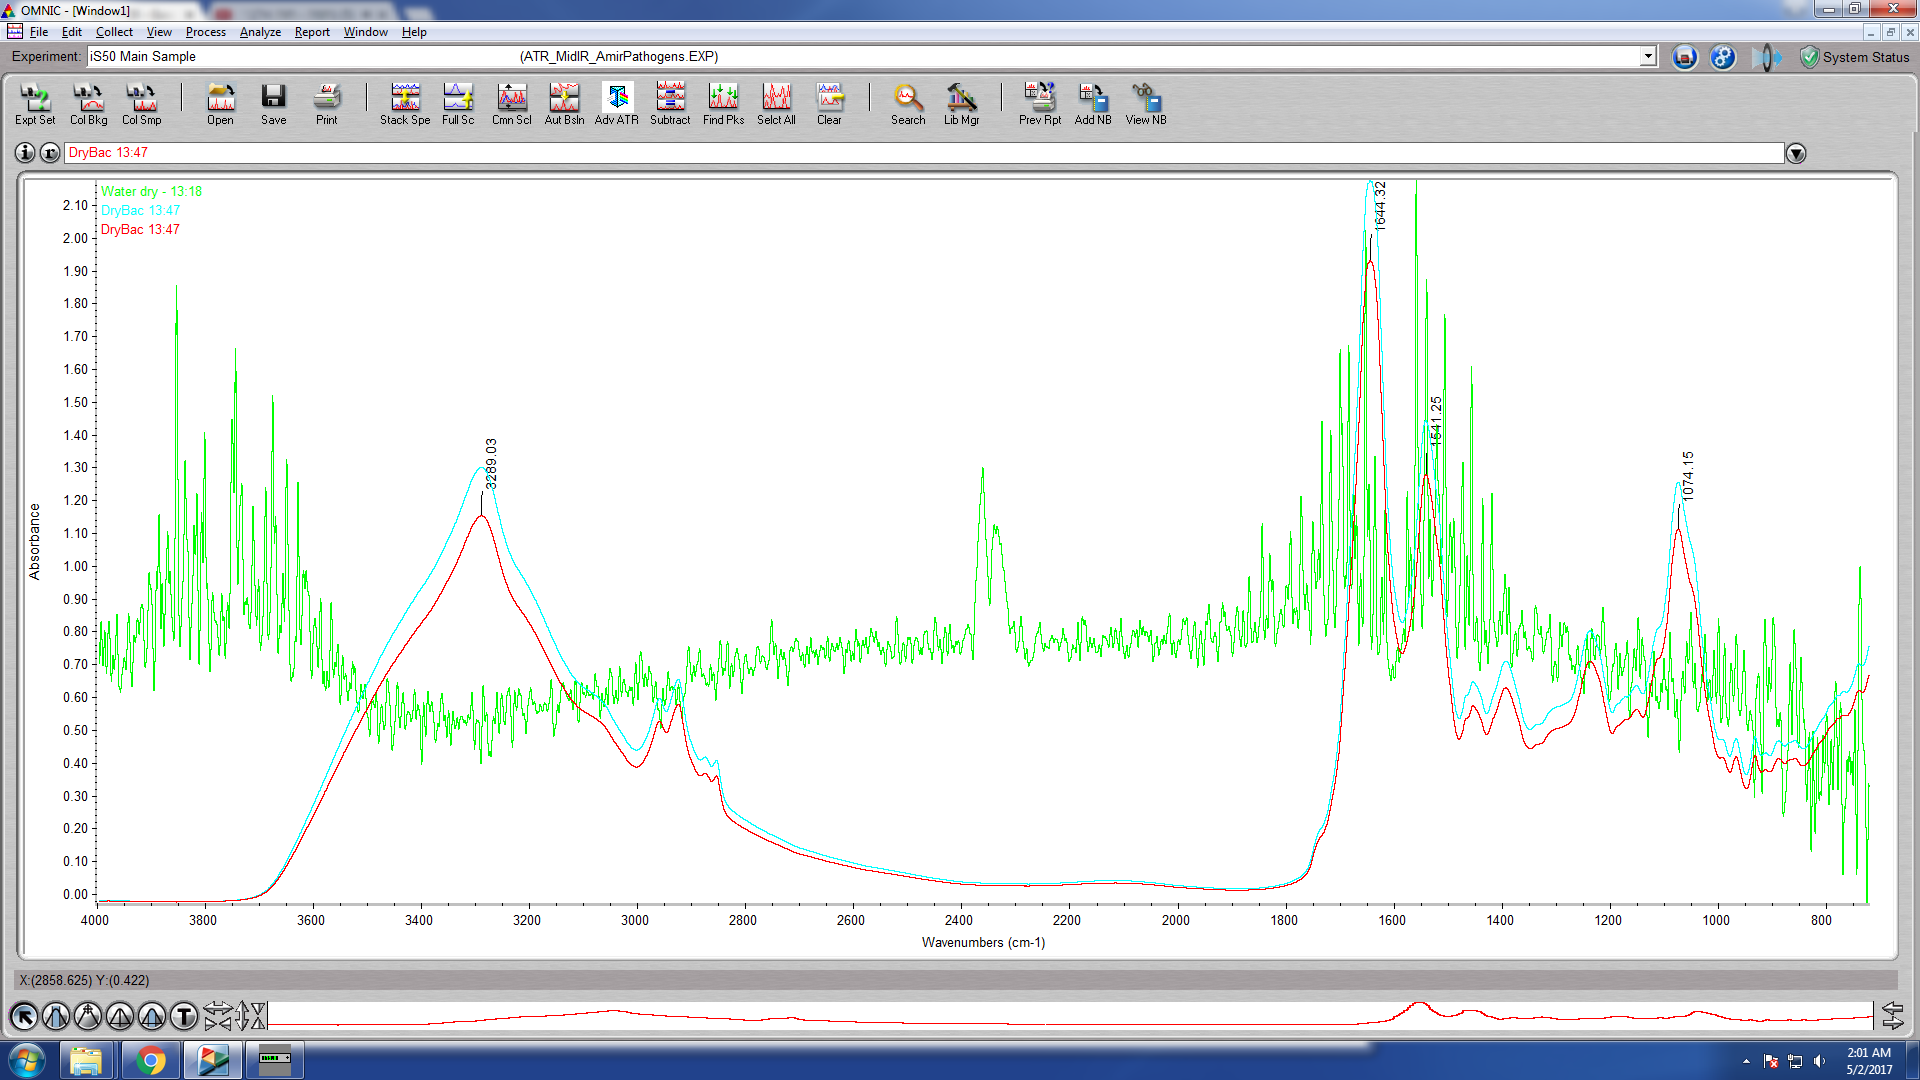 OMNIC - [Window1]
File Edit Collect View Process Analyze Report Window Help
Experiment: iS50 Main Sample (ATR_MidIR_AmirPathogens.EXP) System Status
Expt Set Col Bkg Col Smp Open Save Print Stack Spe Full Sc Cmn Scl Aut Bsln Adv ATR Subtract Find Pks Selct All Clear Search Lib Mgr Prev Rpt Add NB View NB
DryBac 13:47
Water dry - 13:18
DryBac 13:47
DryBac 13:47
1644.32
1541.25
3289.03
1074.15
2.10
2.00
1.90
1.80
1.70
1.60
1.50
1.40
1.30
1.20
1.10
1.00
0.90
0.80
0.70
0.60
0.50
0.40
0.30
0.20
0.10
0.00
Absorbance
4000 3800 3600 3400 3200 3000 2800 2600 2400 2200 2000 1800 1600 1400 1200 1000 800
Wavenumbers (cm-1)
X:(2858.625) Y:(0.422)
T
2:01 AM
5/2/2017